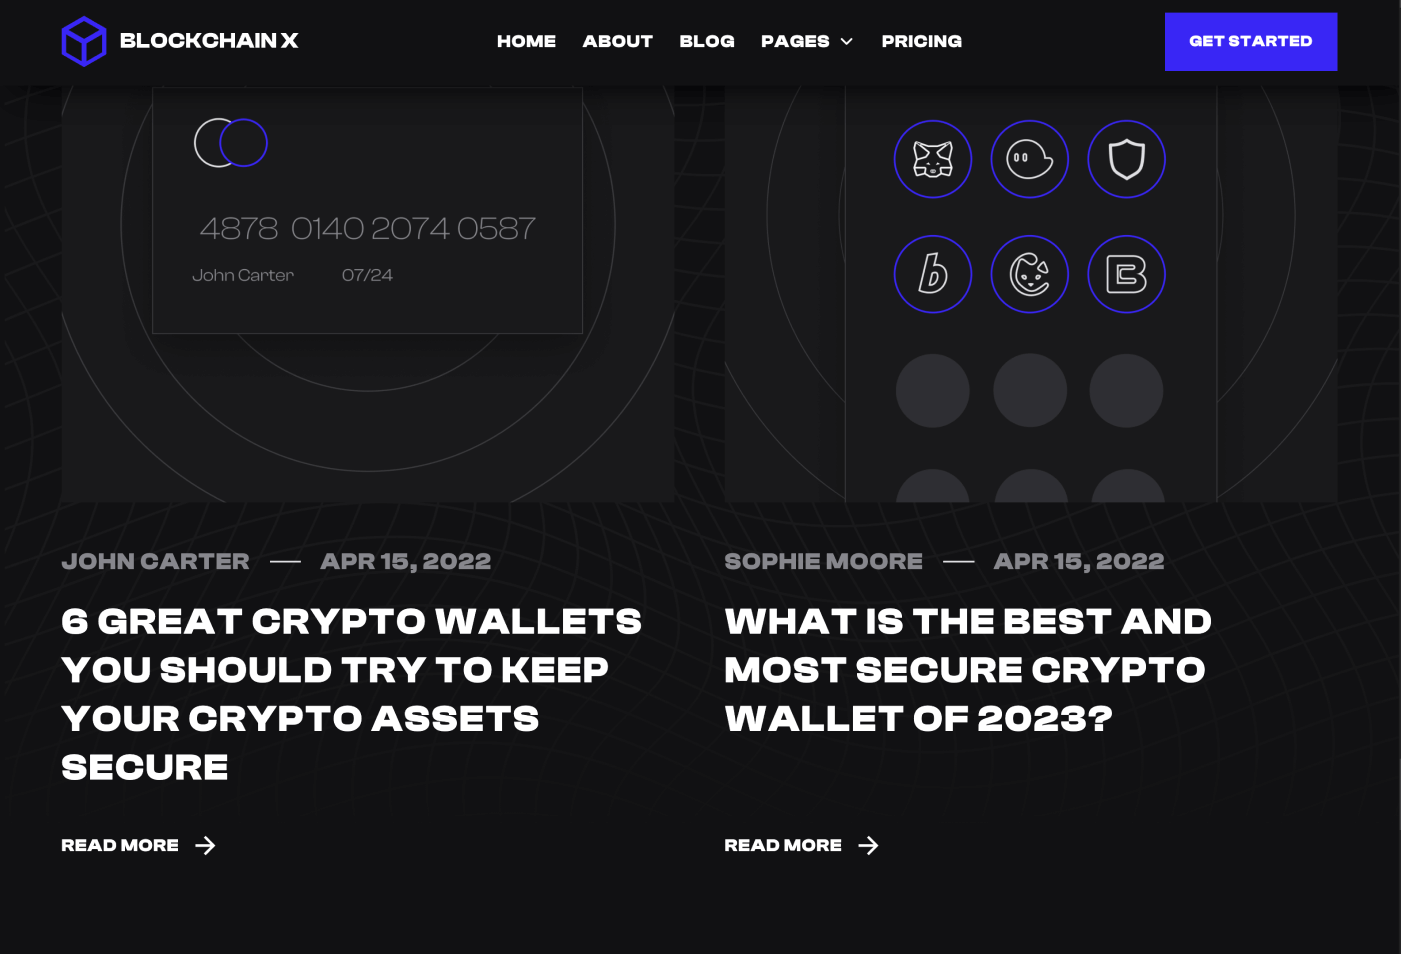 BLOCKCHAIN X
HOME ABOUT BLOG PAGES PRICING
GET STARTED
4878 0140 2074 0587
John Carter 07/24
JOHN CARTER — APR 15, 2022
6 GREAT CRYPTO WALLETS
YOU SHOULD TRY TO KEEP
YOUR CRYPTO ASSETS
SECURE
READ MORE →
SOPHIE MOORE — APR 15, 2022
WHAT IS THE BEST AND
MOST SECURE CRYPTO
WALLET OF 2023?
READ MORE →